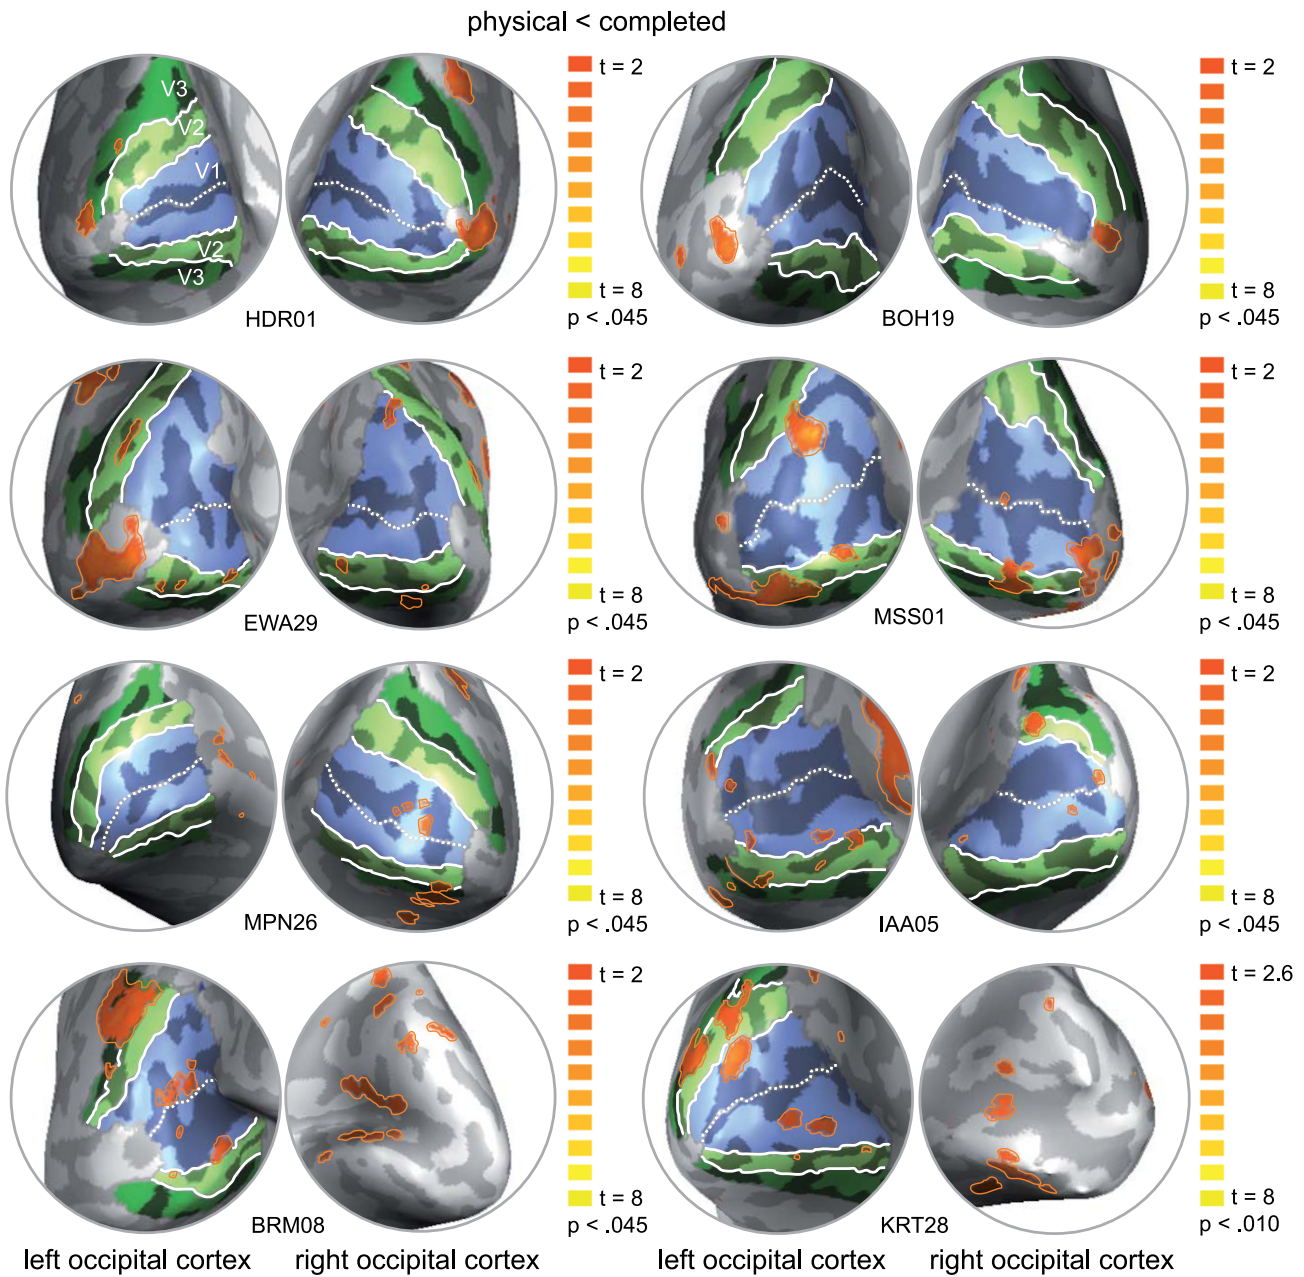 physical < completed
V3
V2
V1
V2
V3
HDR01
t = 2
t = 8
p < .045
BOH19
t = 2
t = 8
p < .045
EWA29
t = 2
t = 8
p < .045
MSS01
t = 2
t = 8
p < .045
MPN26
t = 2
t = 8
p < .045
IAA05
t = 2
t = 8
p < .045
BRM08
t = 2
t = 8
p < .045
KRT28
t = 2.6
t = 8
p < .010
left occipital cortex
right occipital cortex
left occipital cortex
right occipital cortex